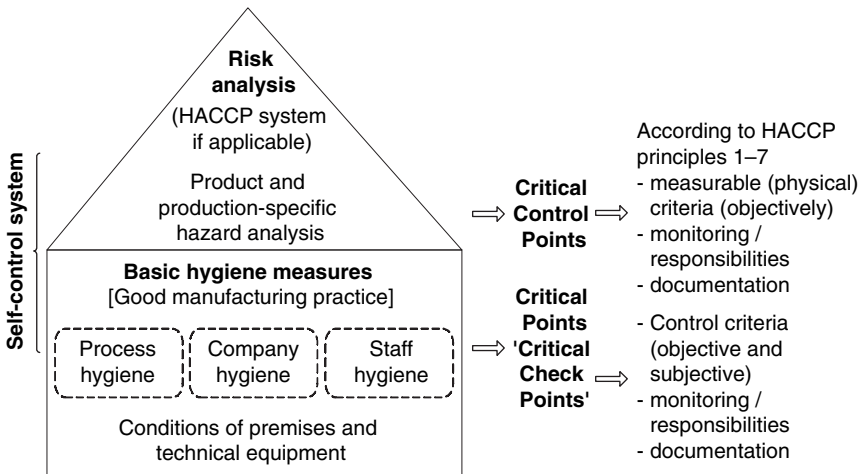 Self-control system
Risk
analysis
(HACCP system
if applicable)
Product and
production-specific
hazard analysis
Basic hygiene measures
[Good manufacturing practice]
Process
hygiene
Company
hygiene
Staff
hygiene
Conditions of premises and
technical equipment
Critical
Control
Points
Critical
Points
'Critical
Check
Points'
According to HACCP
principles 1–7
- measurable (physical)
criteria (objectively)
- monitoring /
responsibilities
- documentation
- Control criteria
(objective and
subjective)
- monitoring /
responsibilities
- documentation